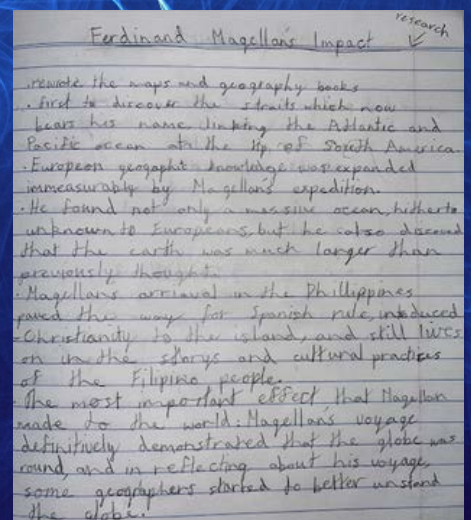 research
Ferdinand Magellan's Impact
• rewrote the maps and geography books
• first to discover the straits which now
bears his name linking the Atlantic and
Pacific ocean at the tip of South America.
• European knowledge was expanded
immeasurably by Magellans expedition.
• He found not only a massive ocean, hitherto
unknown to Europeans, but he also
that the earth was much larger than
previously thought.
• Magellans in the Phillippines
paved the way for Spanish rule, introduced
Christianity to the island, and still lives
on in the storys and cultural practices
of the Filipino people.
The most important effect that Magellan
made to the world: Magellan's voyage
definitively demonstrated that the globe was
round, and in reflecting about his voyage,
some geographers started to better unstand
the globe.